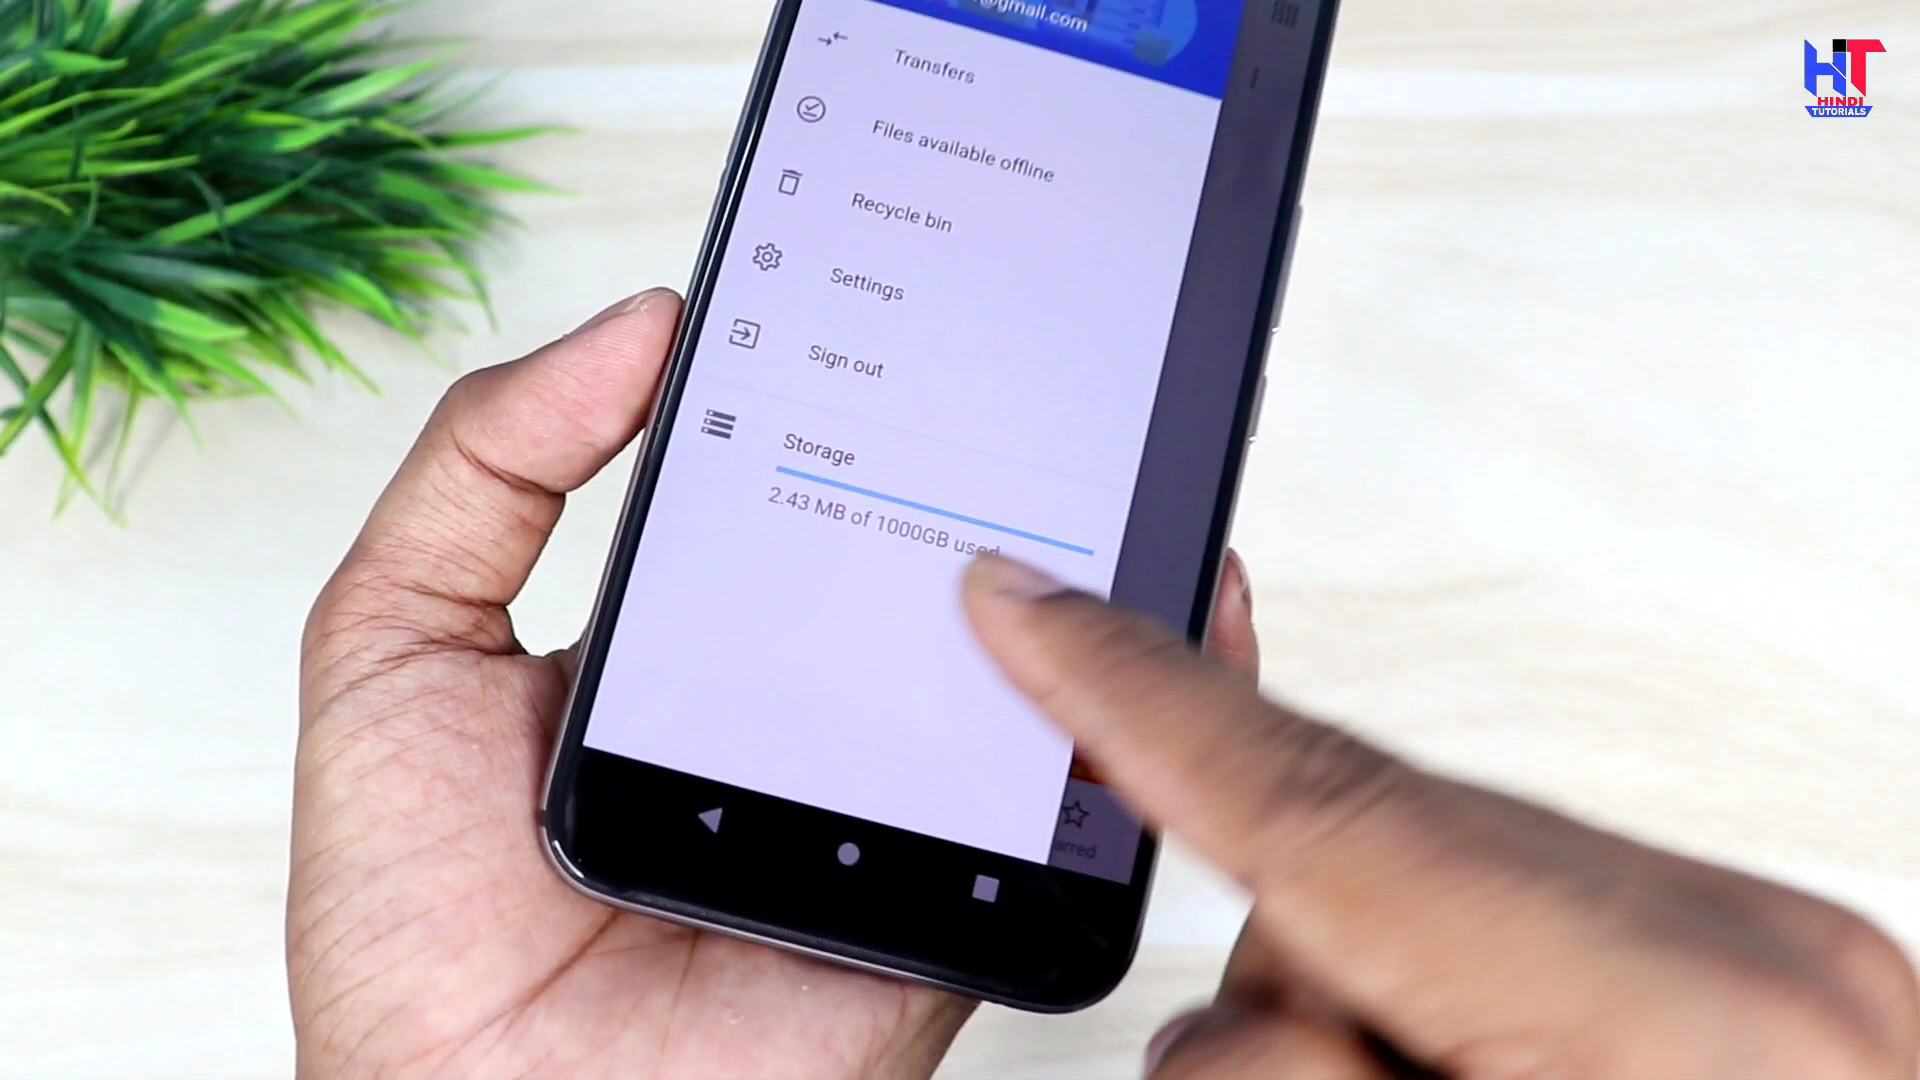 @gmail.com
Transfers
Files available offline
Recycle bin
Settings
Sign out
Storage
2.43 MB of 1000GB used
HT
HINDI
TUTORIALS